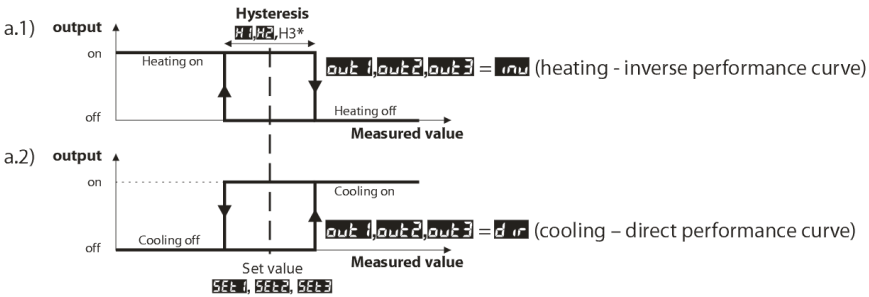 Hysteresis
a.1) output H1,H2,H3*
on
Heating on
out1,out2,out3 = inv (heating - inverse performance curve)
Heating off
off
Measured value
a.2) output
on
Cooling on
out1,out2,out3 = dir (cooling – direct performance curve)
Cooling off
off
Measured value
Set value
SEt1, SEt2, SEt3